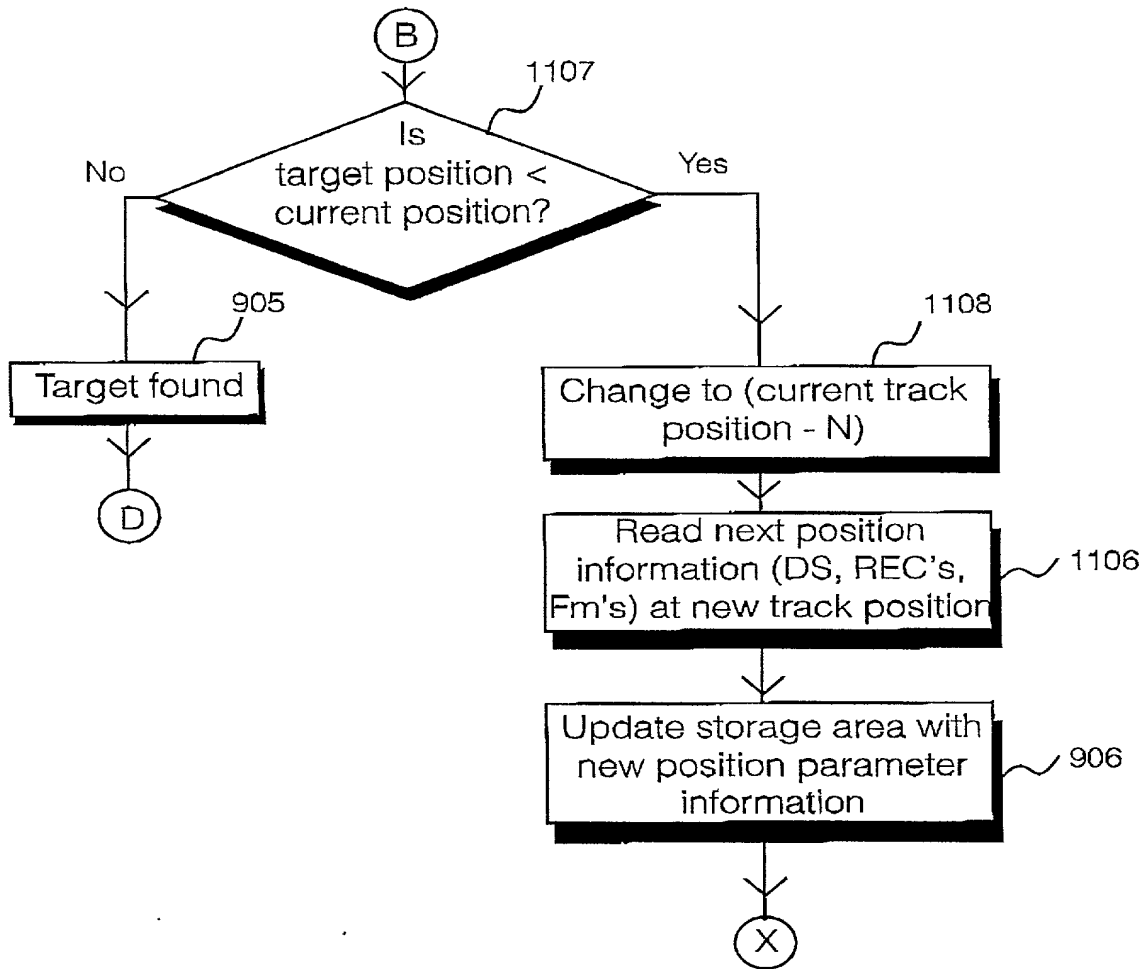 B
1107
Is
target position <
current position?
No
Yes
905
Target found
D
1108
Change to (current track
position - N)
Read next position
information (DS, REC's,
Fm's) at new track position
1106
Update storage area with
new position parameter
information
906
X